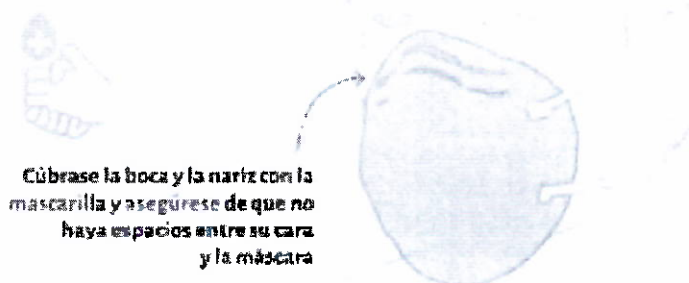 Cúbrase la boca y la nariz con la
mascarilla y asegúrese de que no
haya espacios entre su cara
y la máscara